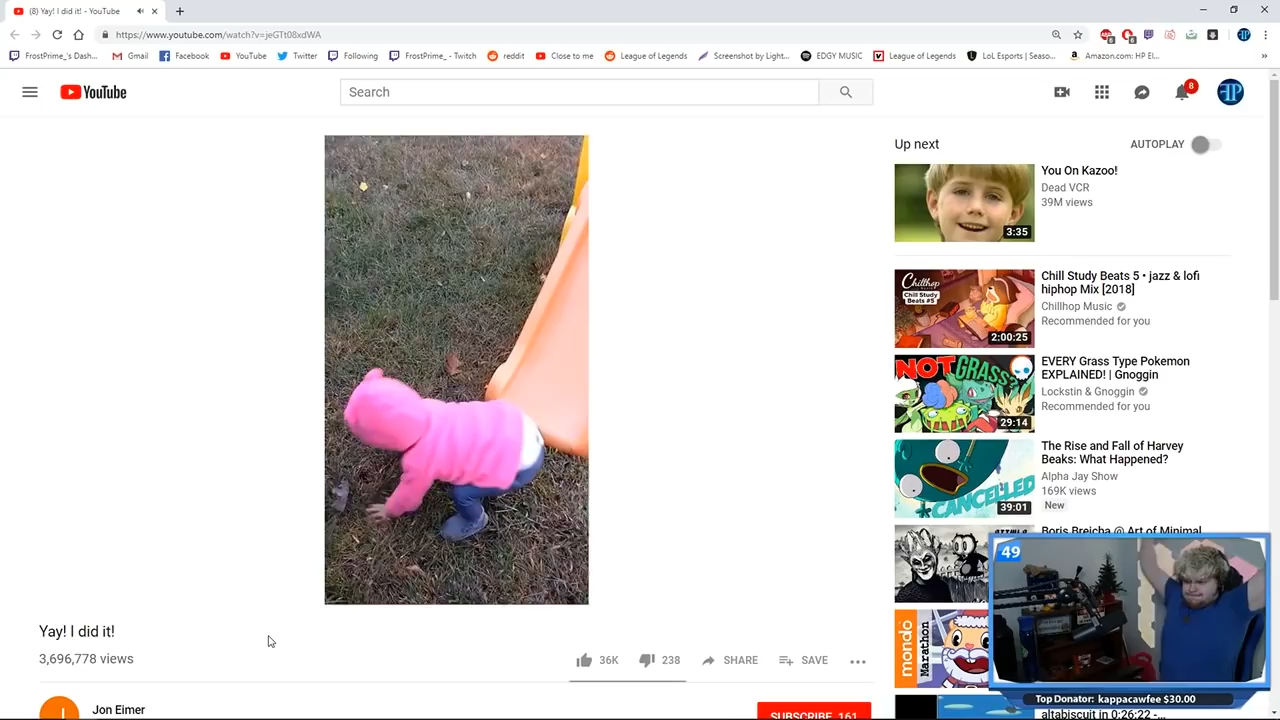 (8) Yay! I did it! - YouTube
https://www.youtube.com/watch?v=jeGTt08xdWA
FrostPrime_'s Dash...
Gmail
Facebook
YouTube
Twitter
Following
FrostPrime_ - Twitch
reddit
Close to me
League of Legends
Screenshot by Light...
EDGY MUSIC
League of Legends
LoL Esports | Seaso...
Amazon.com: HP El...
YouTube
Search
8
Up next
AUTOPLAY
You On Kazoo!
Dead VCR
39M views
3:35
Chillhop
Chill Study
Beats #5
2:00:25
Chill Study Beats 5 • jazz & lofi
hiphop Mix [2018]
Chillhop Music
Recommended for you
NOT GRASS?
29:14
EVERY Grass Type Pokemon
EXPLAINED! | Gnoggin
Lockstin & Gnoggin
Recommended for you
CANCELLED
39:01
The Rise and Fall of Harvey
Beaks: What Happened?
Alpha Jay Show
169K views
New
Boris Brejcha @ Art of Minimal
49
mondo
Marathon
Top Donator: kappacawfee $30.00
altabiscuit in 0:26:22 -...
Yay! I did it!
3,696,778 views
36K
238
SHARE
SAVE
Jon Eimer
SUBSCRIBE 161